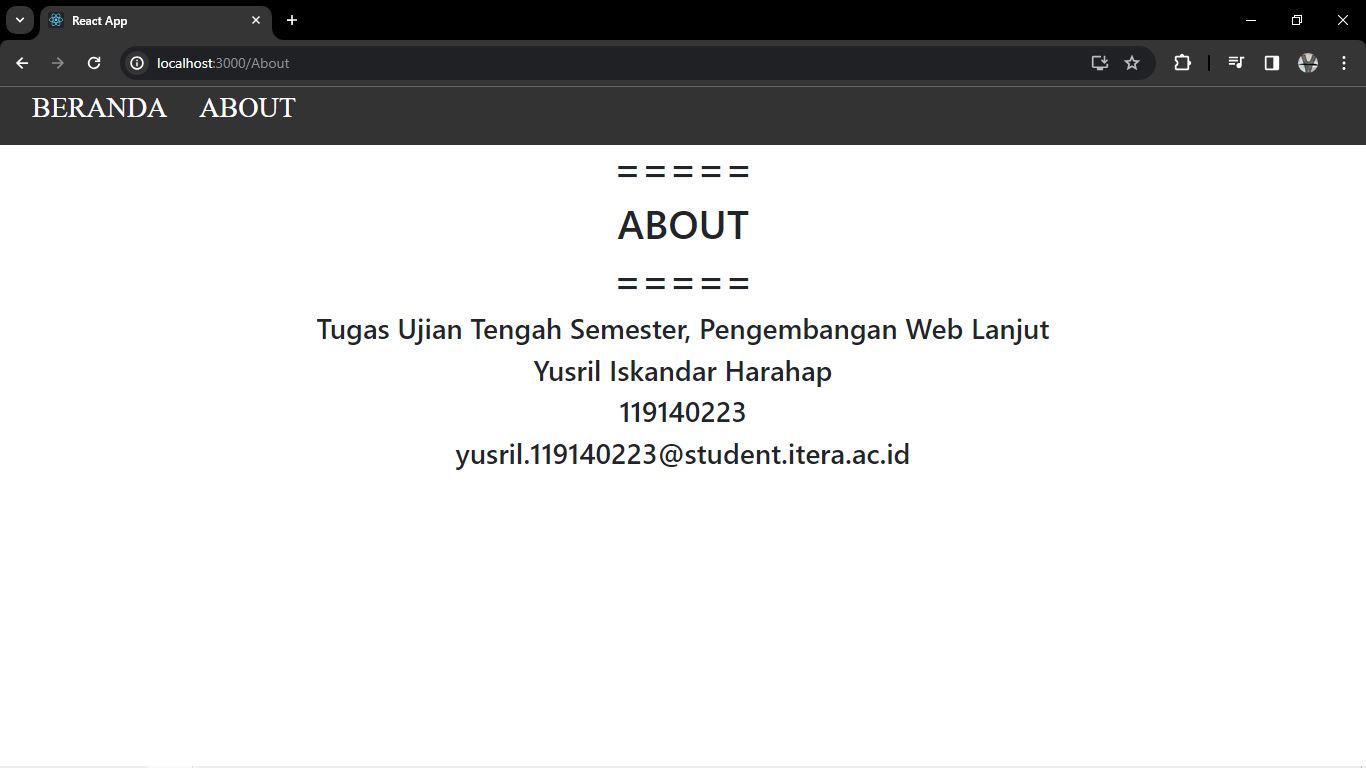 React App
localhost:3000/About
BERANDA ABOUT
=====
ABOUT
=====
Tugas Ujian Tengah Semester, Pengembangan Web Lanjut
Yusril Iskandar Harahap
119140223
yusril.119140223@student.itera.ac.id